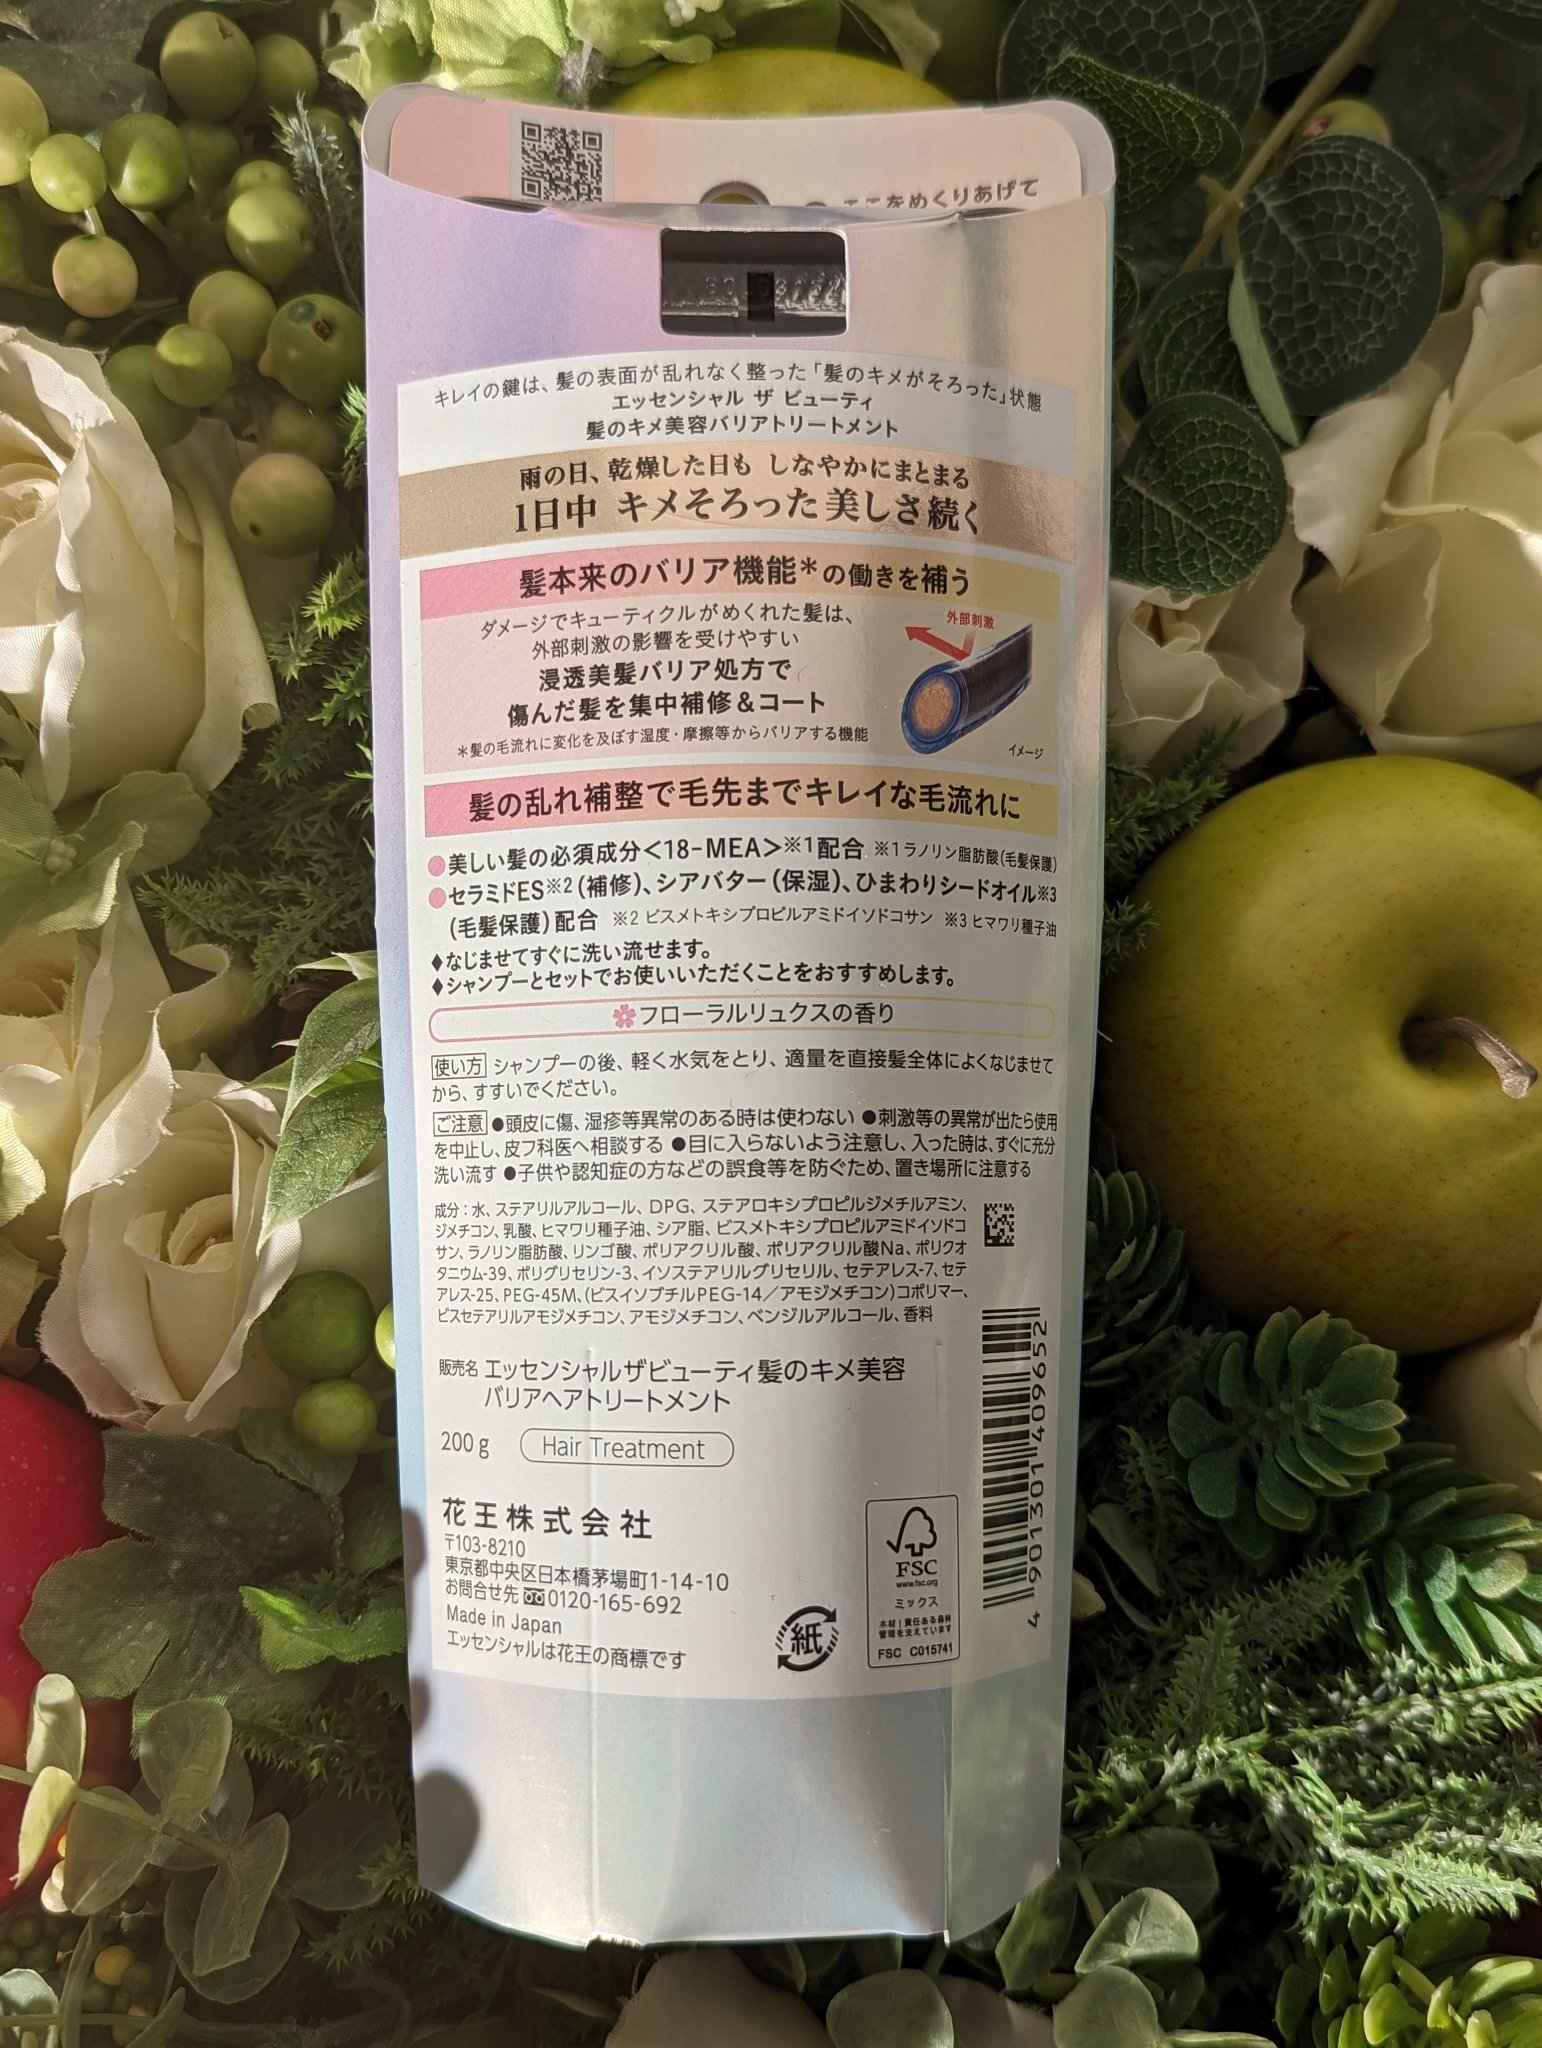 ここをめくりあげて
キレイの鍵は、髪の表面が乱れなく整った「髪のキメがそろった」状態
エッセンシャル ザ ビューティ
髪のキメ美容バリアトリートメント
雨の日、乾燥した日も しなやかにまとまる
1日中 キメそろった美しさ続く
髪本来のバリア機能*の働きを補う
ダメージでキューティクルがめくれた髪は、
外部刺激の影響を受けやすい
浸透美髪バリア処方で
傷んだ髪を集中補修&コート
*髪の毛流れに変化を及ぼす湿度・摩擦等からバリアする機能
外部刺激
イメージ
髪の乱れ補整で毛先までキレイな毛流れに
●美しい髪の必須成分<18-MEA>※1配合 ※1ラノリン脂肪酸(毛髪保護)
●セラミドES※2(補修)、シアバター(保湿)、ひまわりシードオイル※3
(毛髪保護)配合 ※2 ビスメトキシプロピルアミドイソドコサン ※3 ヒマワリ種子油
♦なじませてすぐに洗い流せます。
♦シャンプーとセットでお使いいただくことをおすすめします。
フローラルリュクスの香り
使い方 シャンプーの後、軽く水気をとり、適量を直接髪全体によくなじませて
から、すすいでください。
ご注意 ●頭皮に傷、湿疹等異常のある時は使わない ●刺激等の異常が出たら使用
を中止し、皮フ科医へ相談する ●目に入らないよう注意し、入った時は、すぐに充分
洗い流す ●子供や認知症の方などの誤食等を防ぐため、置き場所に注意する
成分:水、ステアリルアルコール、DPG、ステアロキシプロピルジメチルアミン、
ジメチコン、乳酸、ヒマワリ種子油、シア脂、ビスメトキシプロピルアミドイソドコ
サン、ラノリン脂肪酸、リンゴ酸、ポリアクリル酸、ポリアクリル酸Na、ポリクオ
タニウム-39、ポリグリセリン-3、イソステアリルグリセリル、セテアレス-7、セテ
アレス-25、PEG-45M、(ビスイソブチルPEG-14/アモジメチコン)コポリマー、
ビスセテアリルアモジメチコン、アモジメチコン、ベンジルアルコール、香料
販売名 エッセンシャルザビューティ髪のキメ美容
バリアヘアトリートメント
200g Hair Treatment
花王株式会社
〒103-8210
東京都中央区日本橋茅場町1-14-10
お問合せ先 0120-165-692
Made in Japan
エッセンシャルは花王の商標です
紙
FSC
www.fsc.org
ミックス
木材|責任ある森林
管理を支えています
FSC C015741
4 901301 409652